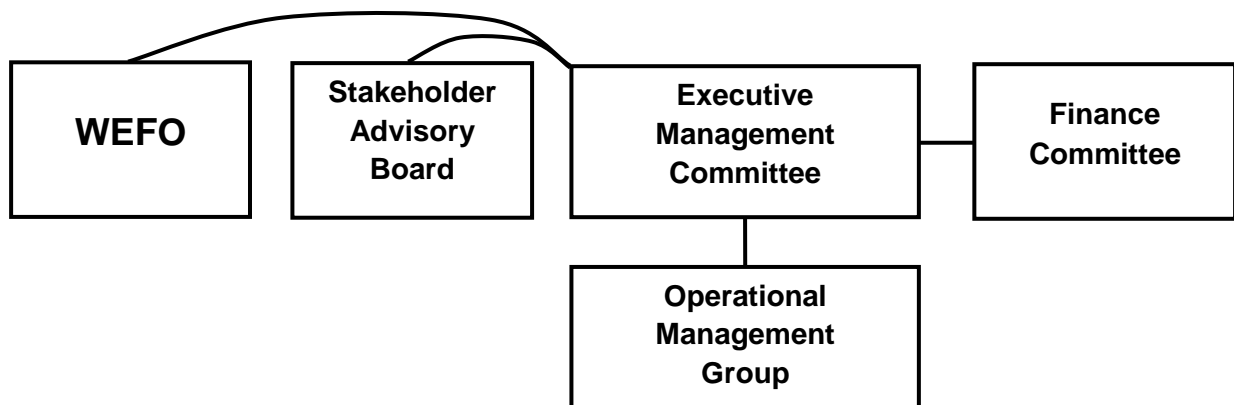 WEFO
Stakeholder
Advisory
Board
Executive
Management
Committee
Finance
Committee
Operational
Management
Group